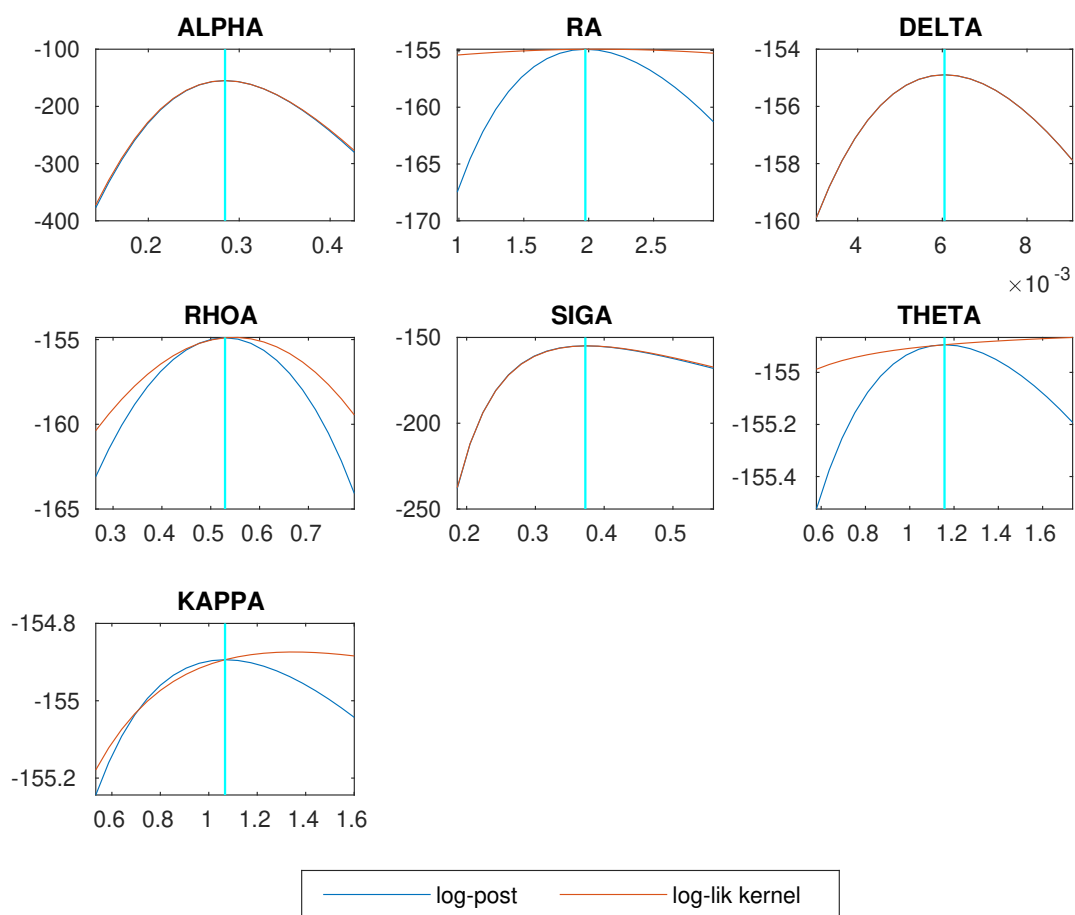 ALPHA
-100
-200
-300
-400
0.2 0.3 0.4
RA
-155
-160
-165
-170
1 1.5 2 2.5
DELTA
-154
-156
-158
-160
4 6 8
×10 -3
RHOA
-155
-160
-165
0.3 0.4 0.5 0.6 0.7
SIGA
-150
-200
-250
0.2 0.3 0.4 0.5
THETA
-155
-155.2
-155.4
0.6 0.8 1 1.2 1.4 1.6
KAPPA
-154.8
-155
-155.2
0.6 0.8 1 1.2 1.4 1.6
log-post
log-lik kernel